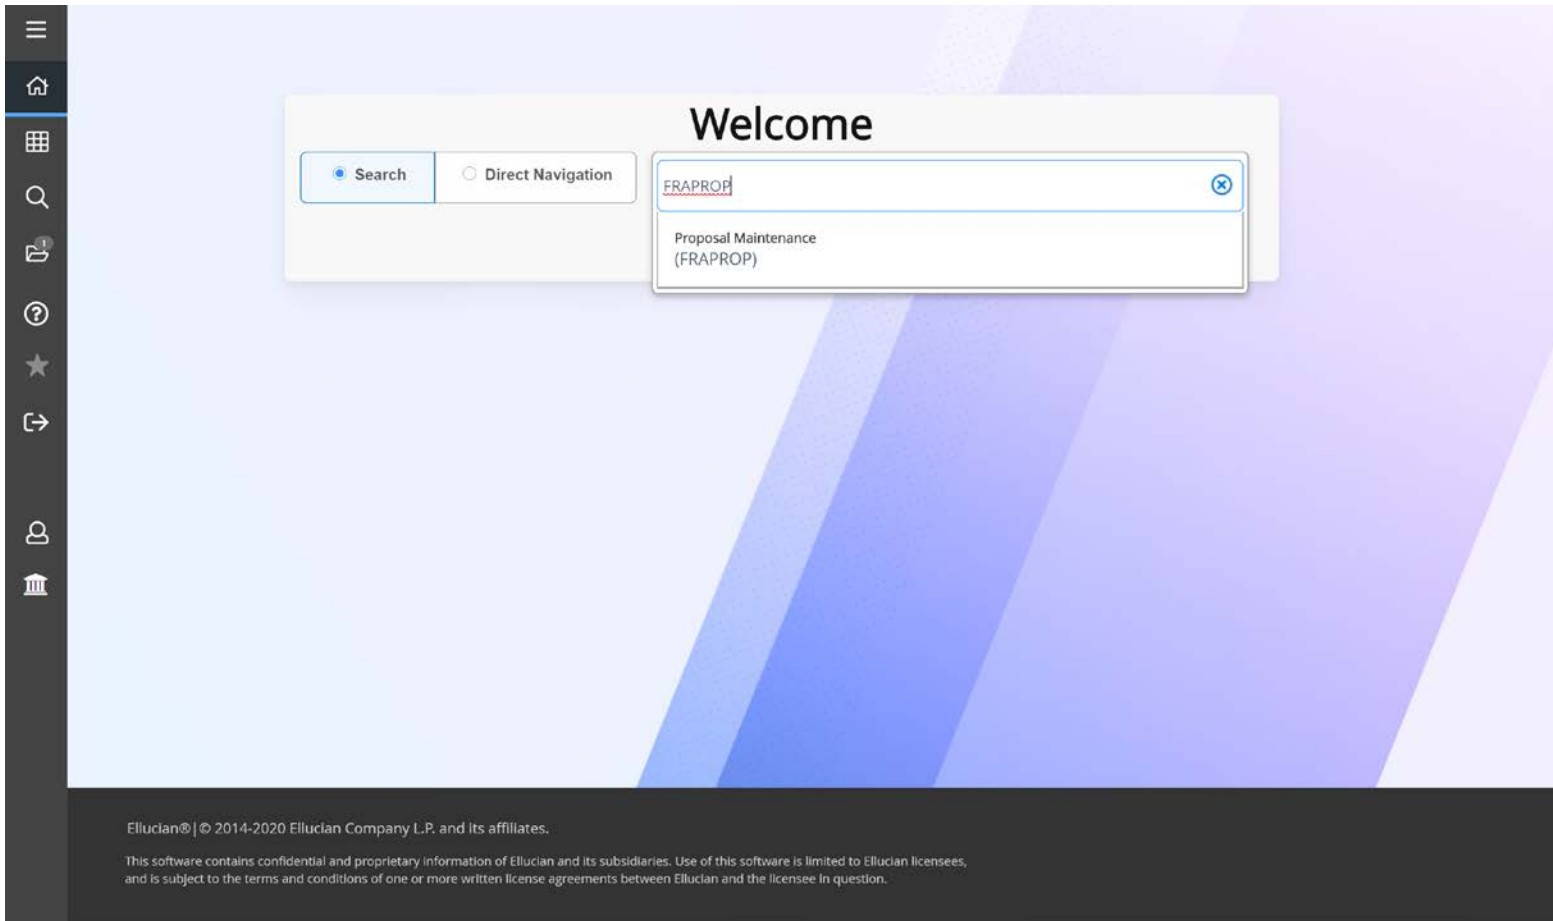 Welcome
Search
Direct Navigation
FRAPROP
Proposal Maintenance
(FRAPROP)
1
Ellucian®|© 2014-2020 Ellucian Company L.P. and its affiliates.
This software contains confidential and proprietary information of Ellucian and its subsidiaries. Use of this software is limited to Ellucian licensees,
and is subject to the terms and conditions of one or more written license agreements between Ellucian and the licensee in question.